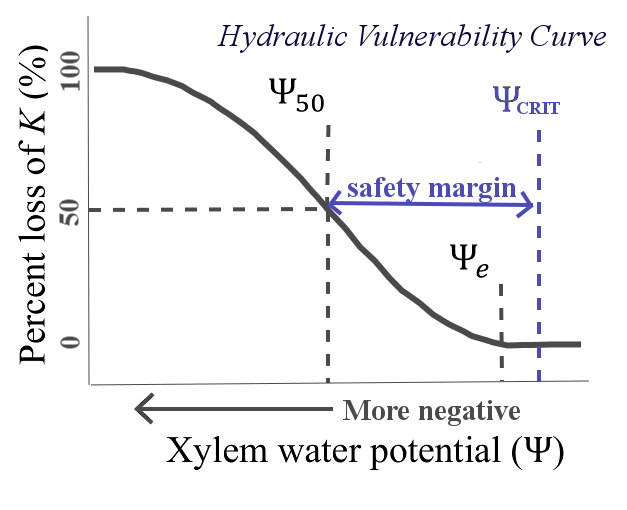 Hydraulic Vulnerability Curve
Percent loss of K (%)
100
50
0
Ψ50
ΨCRIT
safety margin
Ψe
More negative
Xylem water potential (Ψ)